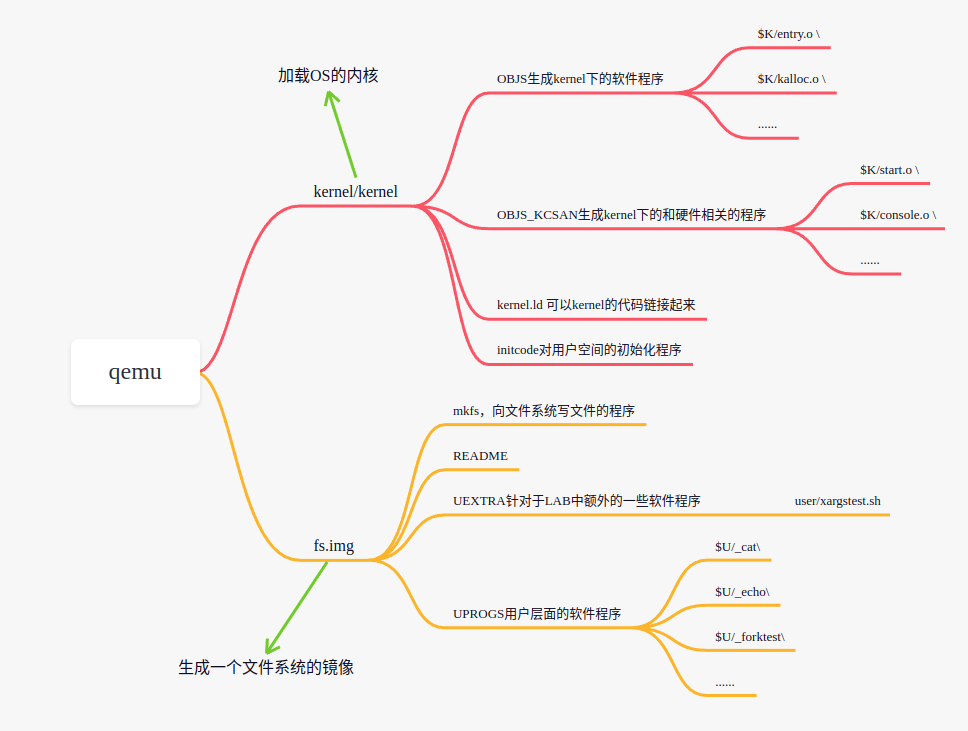 qemu
加载OS的内核
kernel/kernel
OBJS生成kernel下的软件程序
$K/entry.o \
$K/kalloc.o \
......
OBJS_KCSAN生成kernel下的和硬件相关的程序
$K/start.o \
$K/console.o \
......
kernel.ld 可以kernel的代码链接起来
initcode对用户空间的初始化程序
fs.img
生成一个文件系统的镜像
mkfs，向文件系统写文件的程序
README
UEXTRA针对于LAB中额外的一些软件程序
user/xargstest.sh
UPROGS用户层面的软件程序
$U/_cat\
$U/_echo\
$U/_forktest\
......